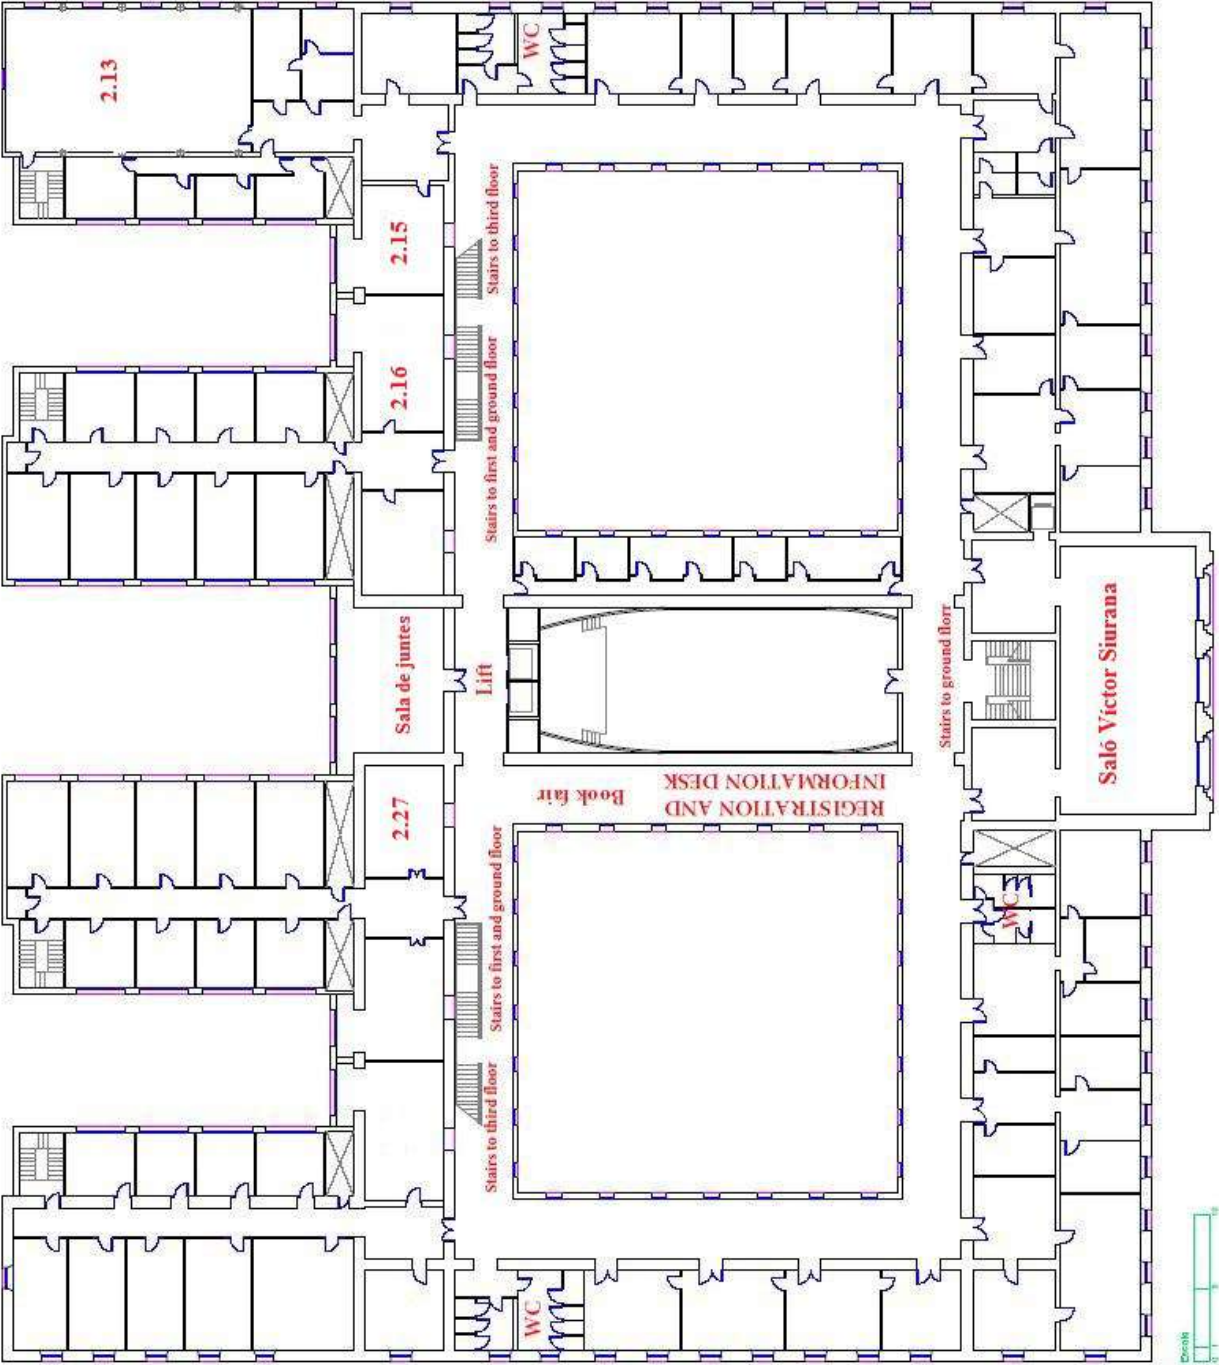 2.13
WC
2.15
Stairs to third floor
2.16
Stairs to first and ground floor
Sala de juntes
Lift
Stairs to ground florr
Saló Víctor Siurana
Book fair
REGISTRATION AND
INFORMATION DESK
2.27
Stairs to first and ground floor
WC
Stairs to third floor
WC
Escala